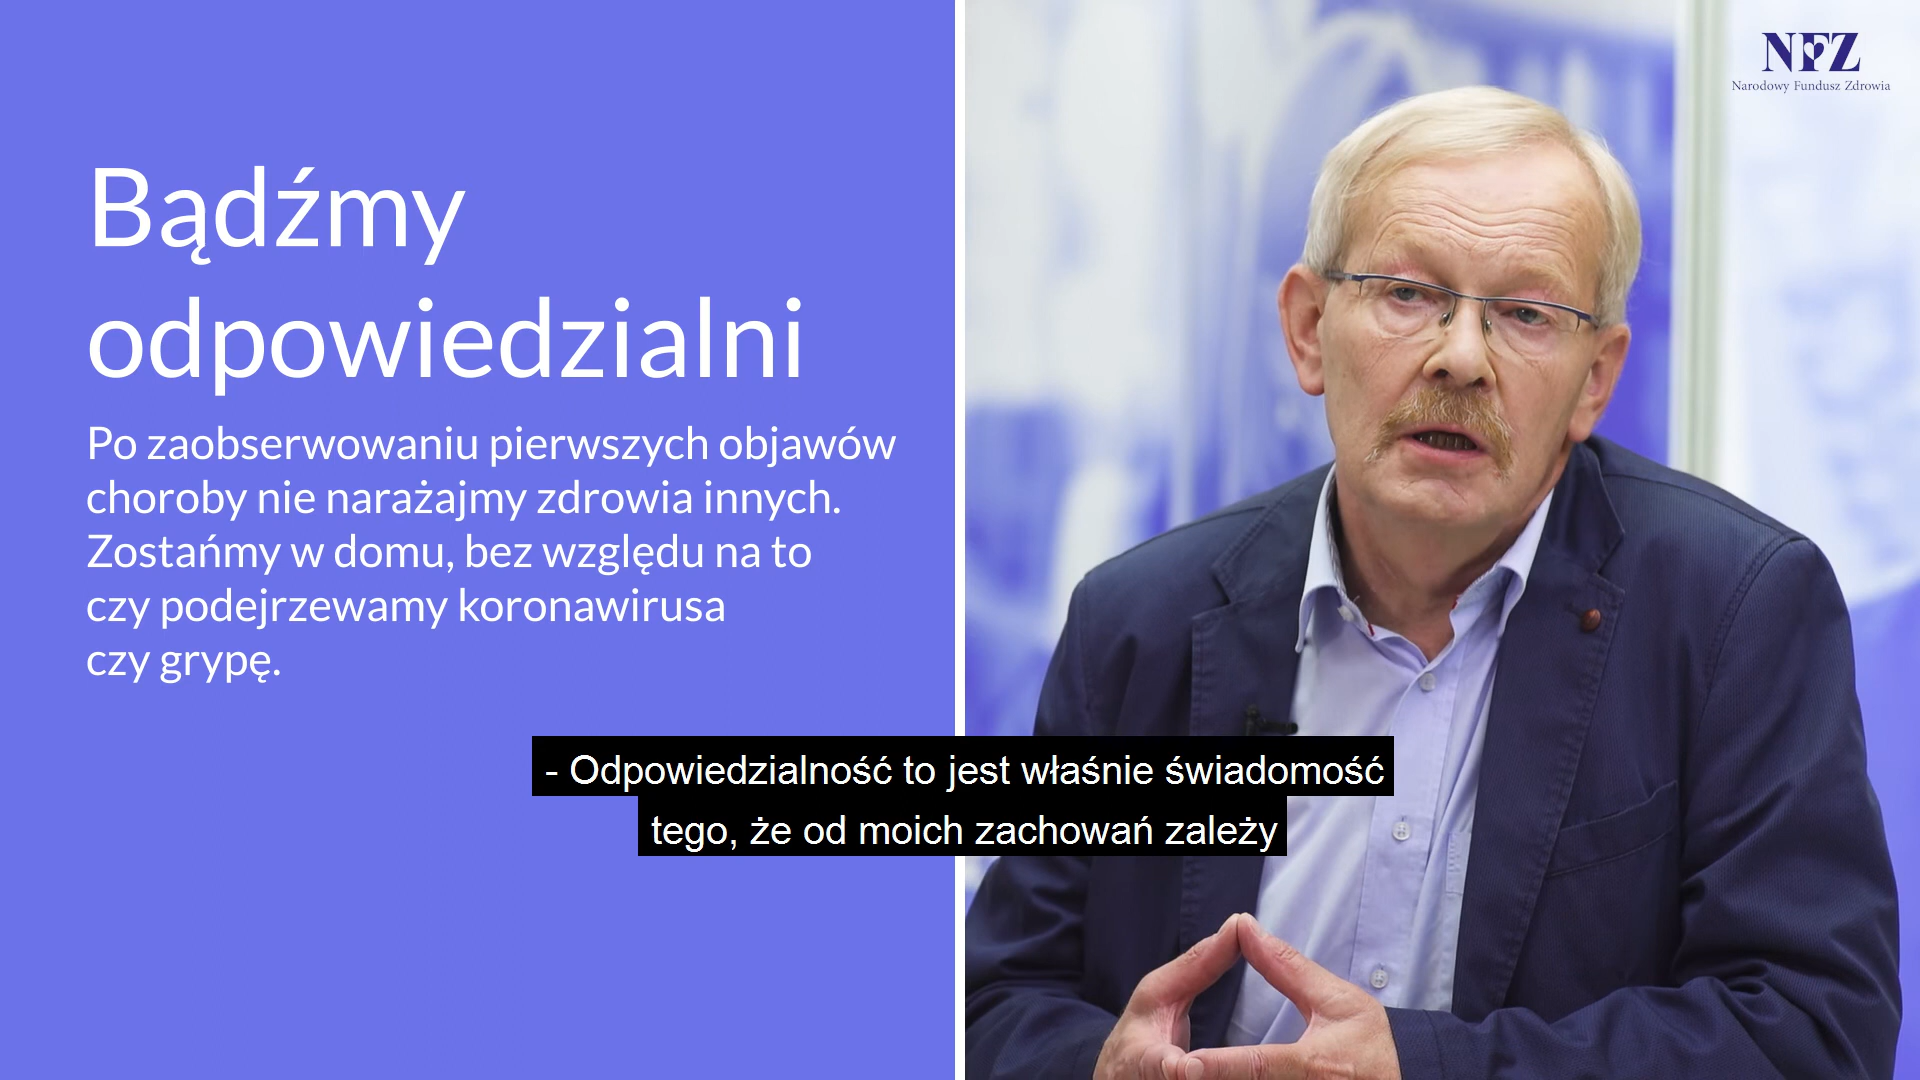 NFZ
Narodowy Fundusz Zdrowia
Bądźmy
odpowiedzialni
Po zaobserwowaniu pierwszych objawów
choroby nie narażajmy zdrowia innych.
Zostańmy w domu, bez względu na to
czy podejrzewamy koronawirusa
czy grypę.
- Odpowiedzialność to jest właśnie świadomość
tego, że od moich zachowań zależy